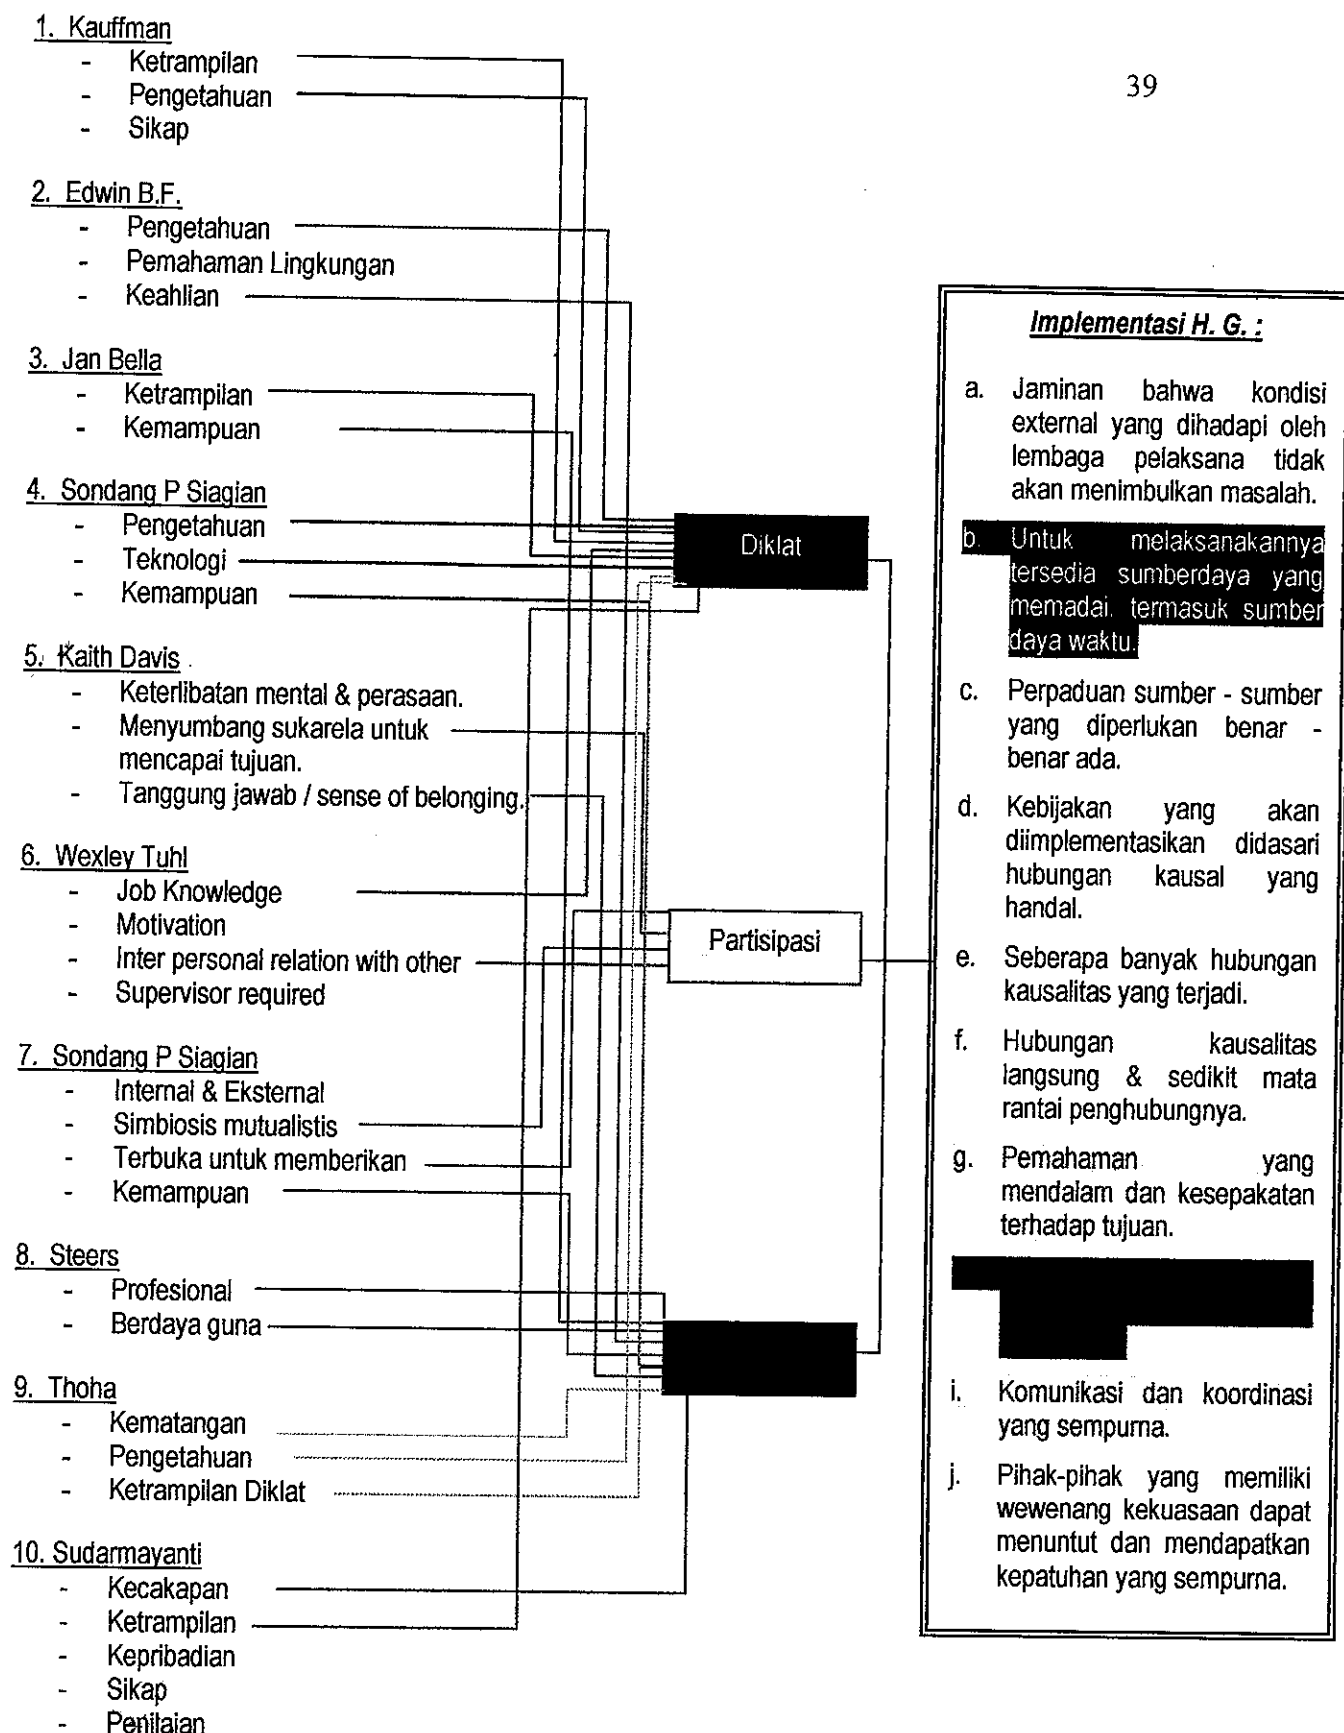 39
1. Kauffman
- Ketrampilan
- Pengetahuan
- Sikap
2. Edwin B.F.
- Pengetahuan
- Pemahaman Lingkungan
- Keahlian
3. Jan Bella
- Ketrampilan
- Kemampuan
4. Sondang P Siagian
- Pengetahuan
- Teknologi
- Kemampuan
5. Kaith Davis
- Keterlibatan mental & perasaan.
- Menyumbang sukarela untuk
mencapai tujuan.
- Tanggung jawab / sense of belonging.
6. Wexley Tuhl
- Job Knowledge
- Motivation
- Inter personal relation with other
- Supervisor required
7. Sondang P Siagian
- Internal & Eksternal
- Simbiosis mutualistis
- Terbuka untuk memberikan
- Kemampuan
8. Steers
- Profesional
- Berdaya guna
9. Thoha
- Kematangan
- Pengetahuan
- Ketrampilan Diklat
10. Sudarmayanti
- Kecakapan
- Ketrampilan
- Kepribadian
- Sikap
- Penilaian
Diklat
Partisipasi
Implementasi H. G. :
a. Jaminan bahwa kondisi
external yang dihadapi oleh
lembaga pelaksana tidak
akan menimbulkan masalah.
b. Untuk melaksanakannya
tersedia sumberdaya yang
memadai, termasuk sumber
daya waktu.
c. Perpaduan sumber - sumber
yang diperlukan benar -
benar ada.
d. Kebijakan yang akan
diimplementasikan didasari
hubungan kausal yang
handal.
e. Seberapa banyak hubungan
kausalitas yang terjadi.
f. Hubungan kausalitas
langsung & sedikit mata
rantai penghubungnya.
g. Pemahaman yang
mendalam dan kesepakatan
terhadap tujuan.
i. Komunikasi dan koordinasi
yang sempurna.
j. Pihak-pihak yang memiliki
wewenang kekuasaan dapat
menuntut dan mendapatkan
kepatuhan yang sempurna.